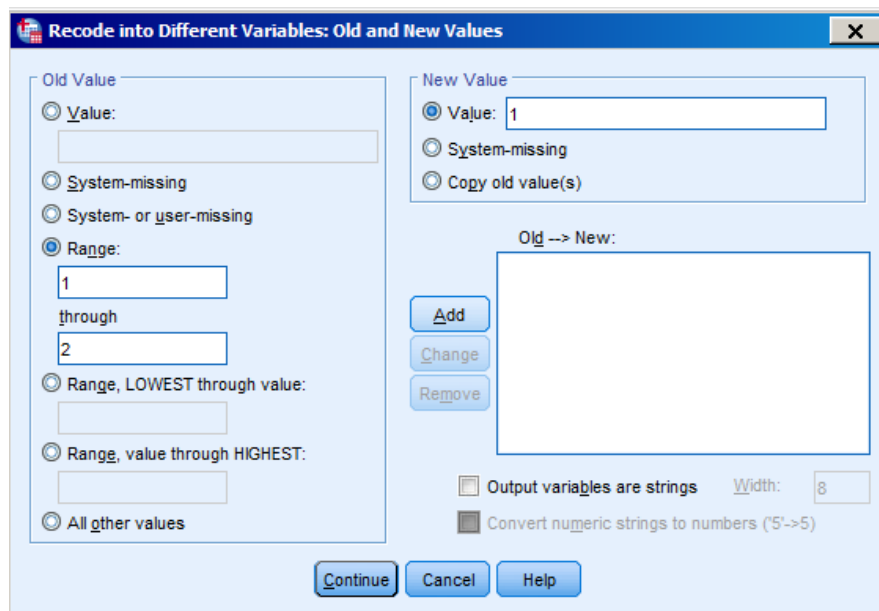 Recode into Different Variables: Old and New Values
Old Value
Value:
System-missing
System- or user-missing
Range:
1
through
2
Range, LOWEST through value:
Range, value through HIGHEST:
All other values
New Value
Value: 1
System-missing
Copy old value(s)
Old --> New:
Add
Change
Remove
Output variables are strings Width: 8
Convert numeric strings to numbers ('5'->5)
Continue Cancel Help